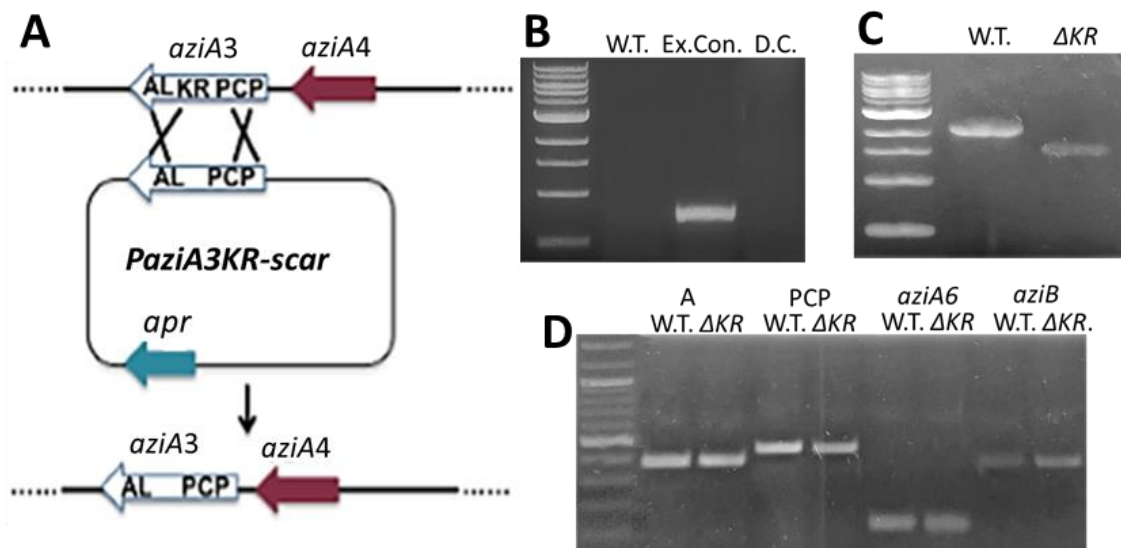 A
aziA3 aziA4
AL KR PCP
AL PCP
PaziA3KR-scar
apr
aziA3 aziA4
AL PCP
B
W.T. Ex.Con. D.C.
C
W.T. ΔKR
D
A PCP aziA6 aziB
W.T. ΔKR W.T. ΔKR W.T. ΔKR W.T. ΔKR.